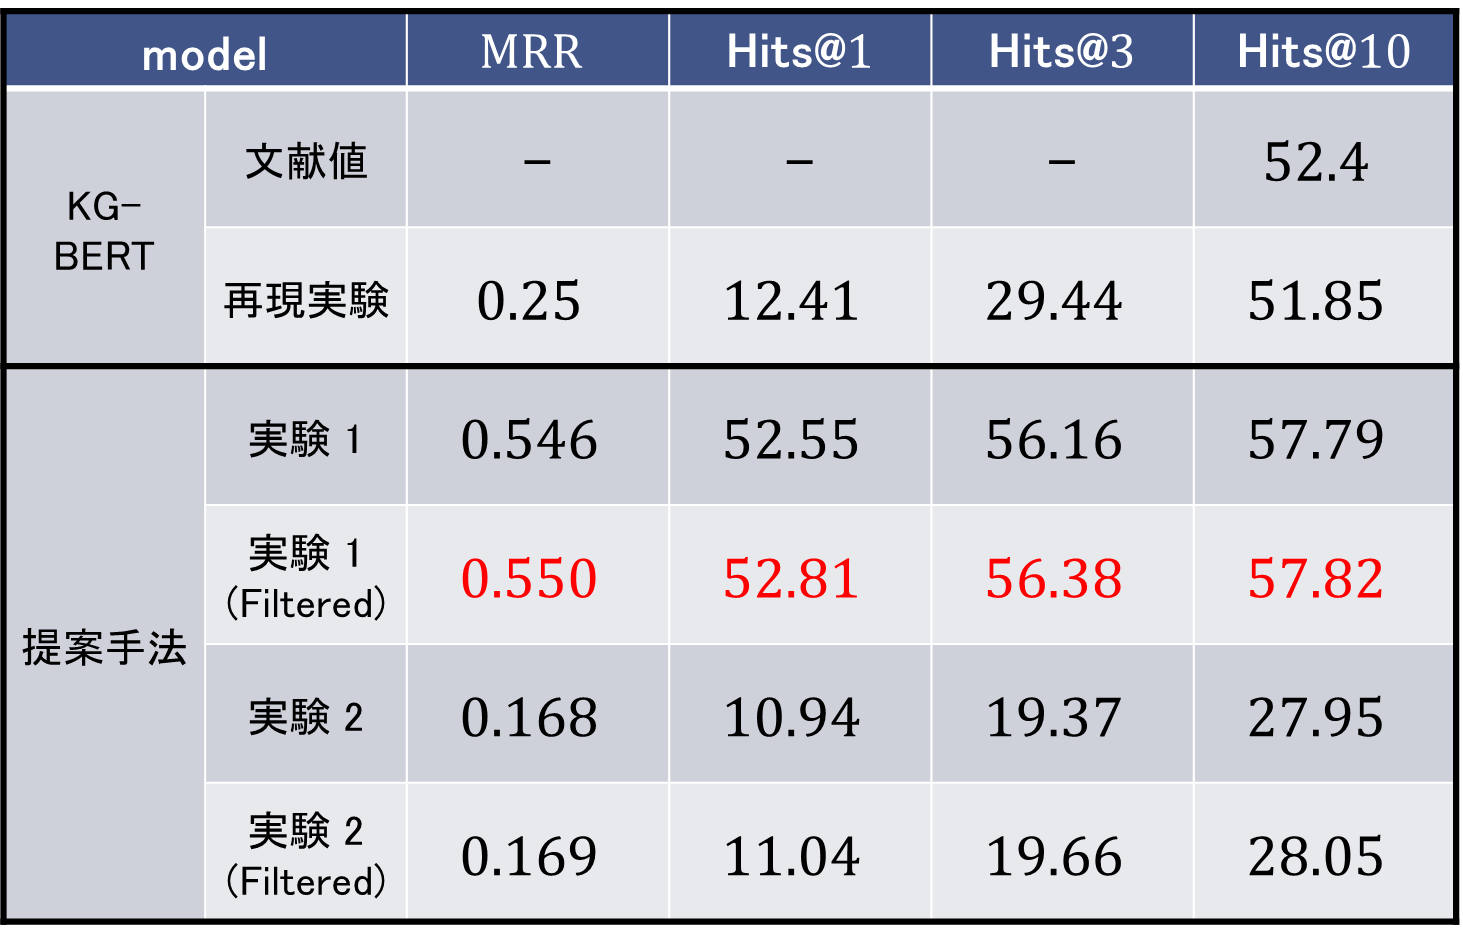 model MRR Hits@1 Hits@3 Hits@10
KG-
BERT
文献値 – – – 52.4
再現実験 0.25 12.41 29.44 51.85
提案手法
実験 1 0.546 52.55 56.16 57.79
実験 1
(Filtered) 0.550 52.81 56.38 57.82
実験 2 0.168 10.94 19.37 27.95
実験 2
(Filtered) 0.169 11.04 19.66 28.05